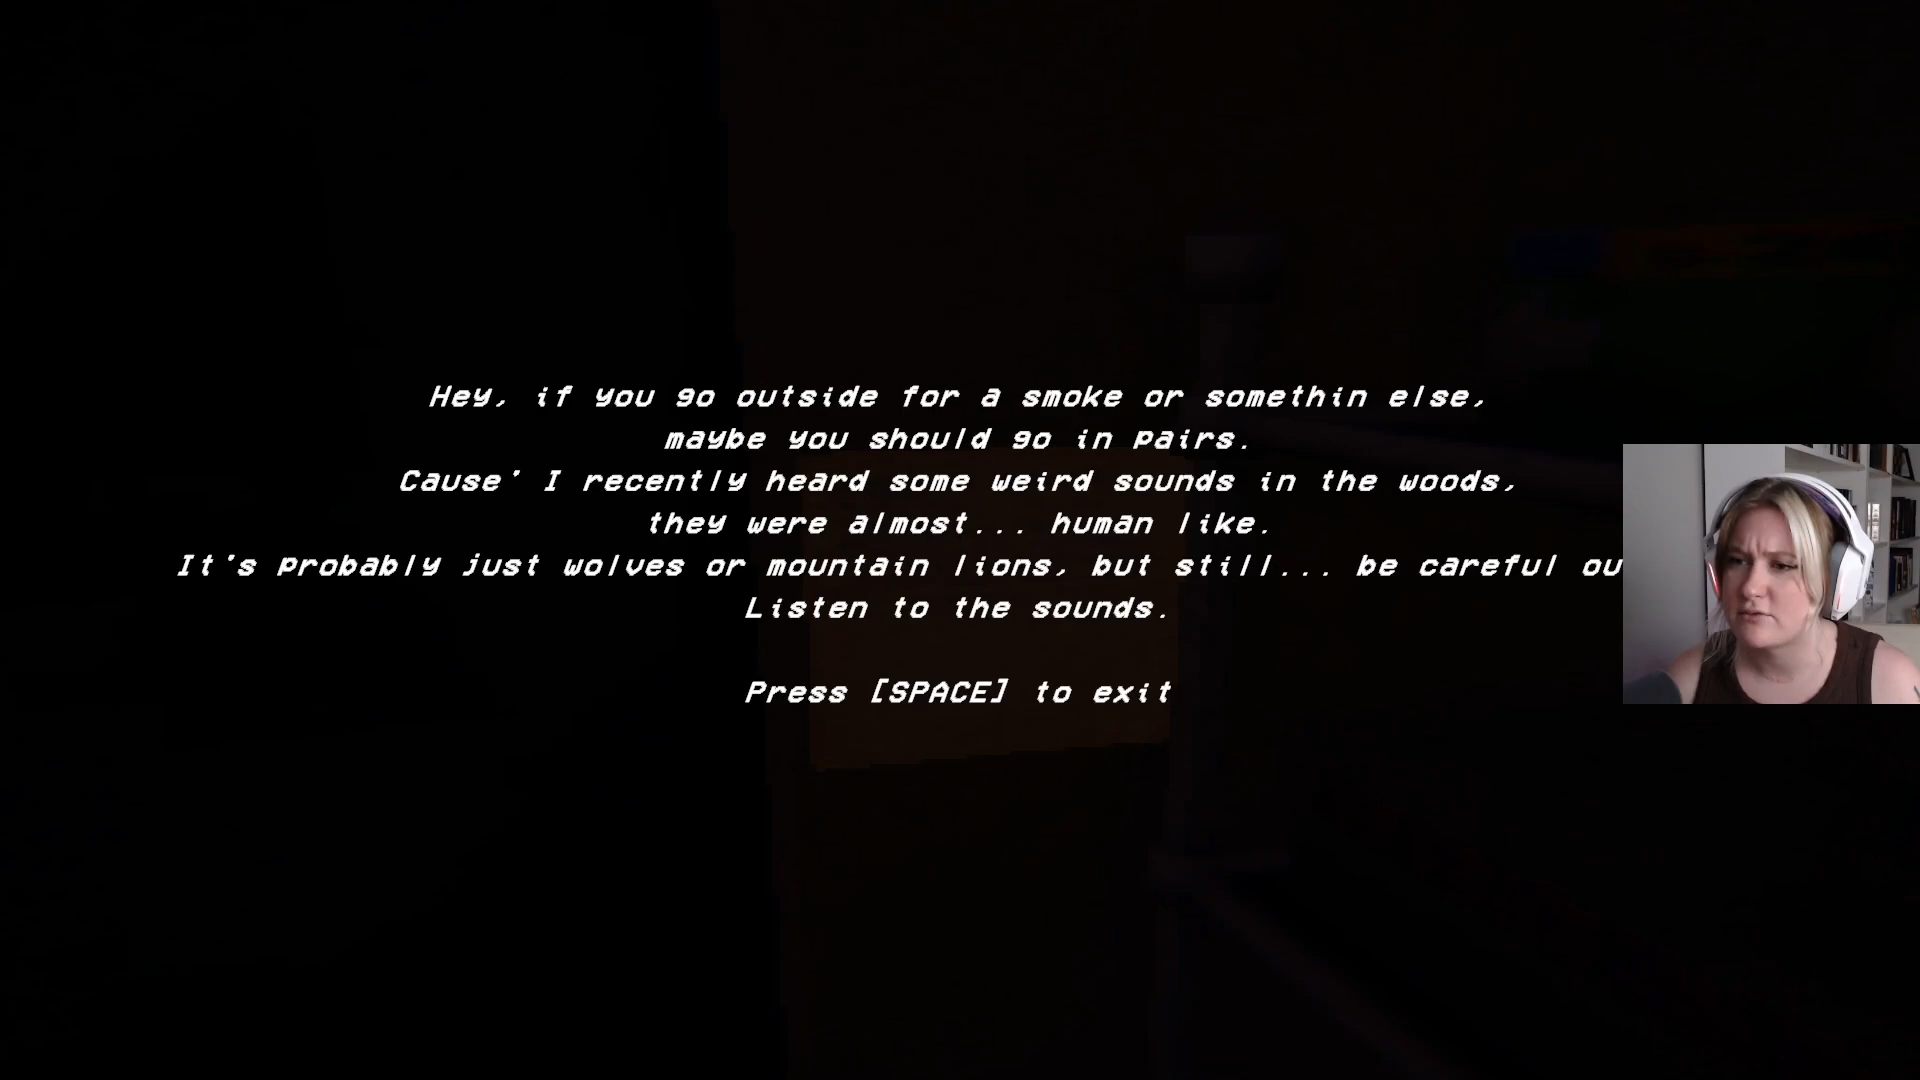 Hey, if you go outside for a smoke or somethin else,
maybe you should go in pairs.
Cause' I recently heard some weird sounds in the woods,
they were almost... human like.
It's probably just wolves or mountain lions, but still... be careful
Listen to the sounds.
Press [SPACE] to exit